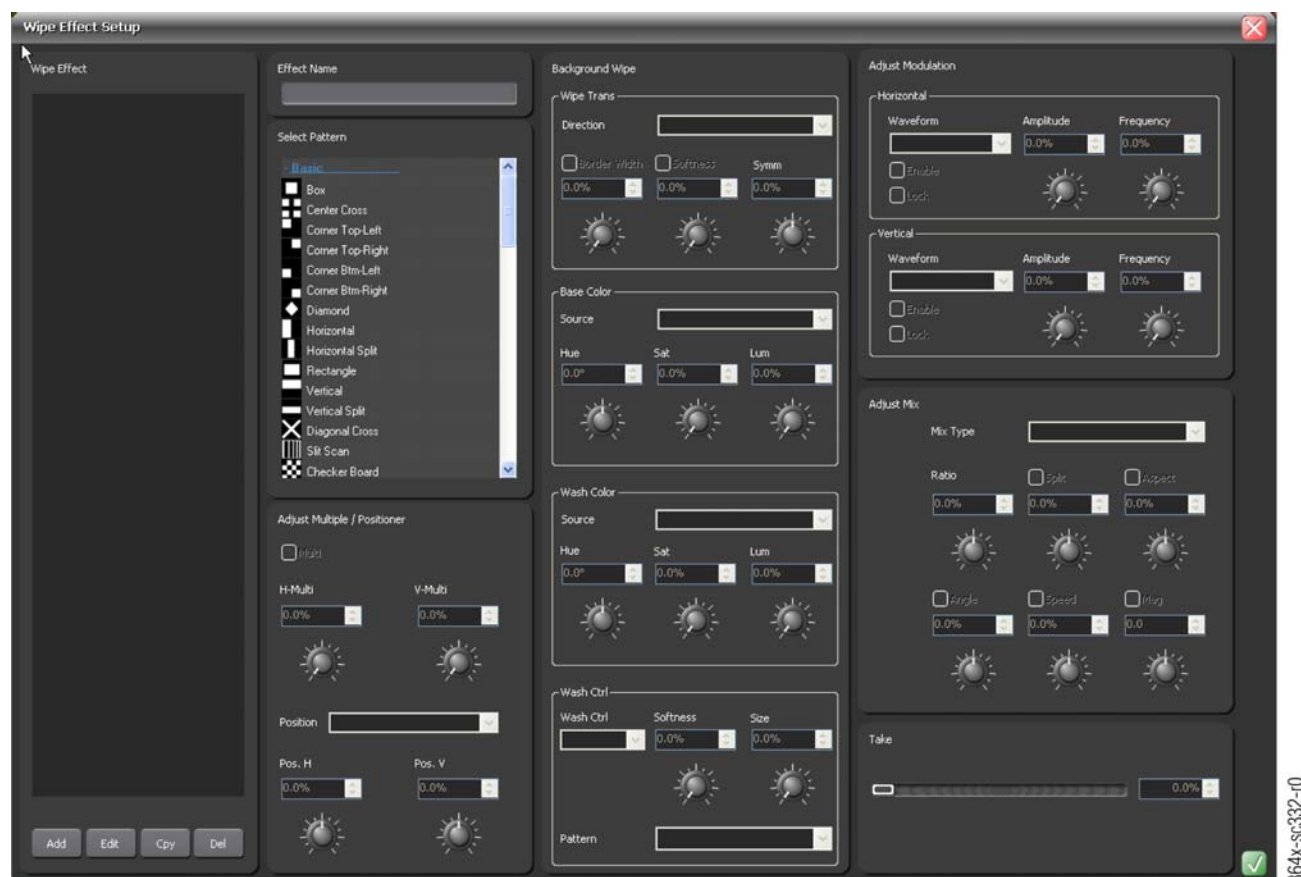 Wipe Effect Setup
Wipe Effect
Add Edit Cpy Del
Effect Name
Select Pattern
Basic
Box
Center Cross
Corner Top-Left
Corner Top-Right
Corner Btm-Left
Corner Btm-Right
Diamond
Horizontal
Horizontal Split
Rectangle
Vertical
Vertical Split
Diagonal Cross
Slit Scan
Checker Board
Adjust Multiple / Positioner
Multi
H-Multi V-Multi
0.0% 0.0%
Position
Pos. H Pos. V
0.0% 0.0%
Background Wipe
Wipe Trans
Direction
Border Width Softness Symm
0.0% 0.0% 0.0%
Base Color
Source
Hue Sat Lum
0.0° 0.0% 0.0%
Wash Color
Source
Hue Sat Lum
0.0° 0.0% 0.0%
Wash Ctrl
Wash Ctrl Softness Size
0.0% 0.0%
Pattern
Adjust Modulation
Horizontal
Waveform Amplitude Frequency
0.0% 0.0%
Enable
Lock
Vertical
Waveform Amplitude Frequency
0.0% 0.0%
Enable
Lock
Adjust Mix
Mix Type
Ratio Split Aspect
0.0% 0.0% 0.0%
Angle Speed Mag
0.0% 0.0% 0.0
Take
0.0%